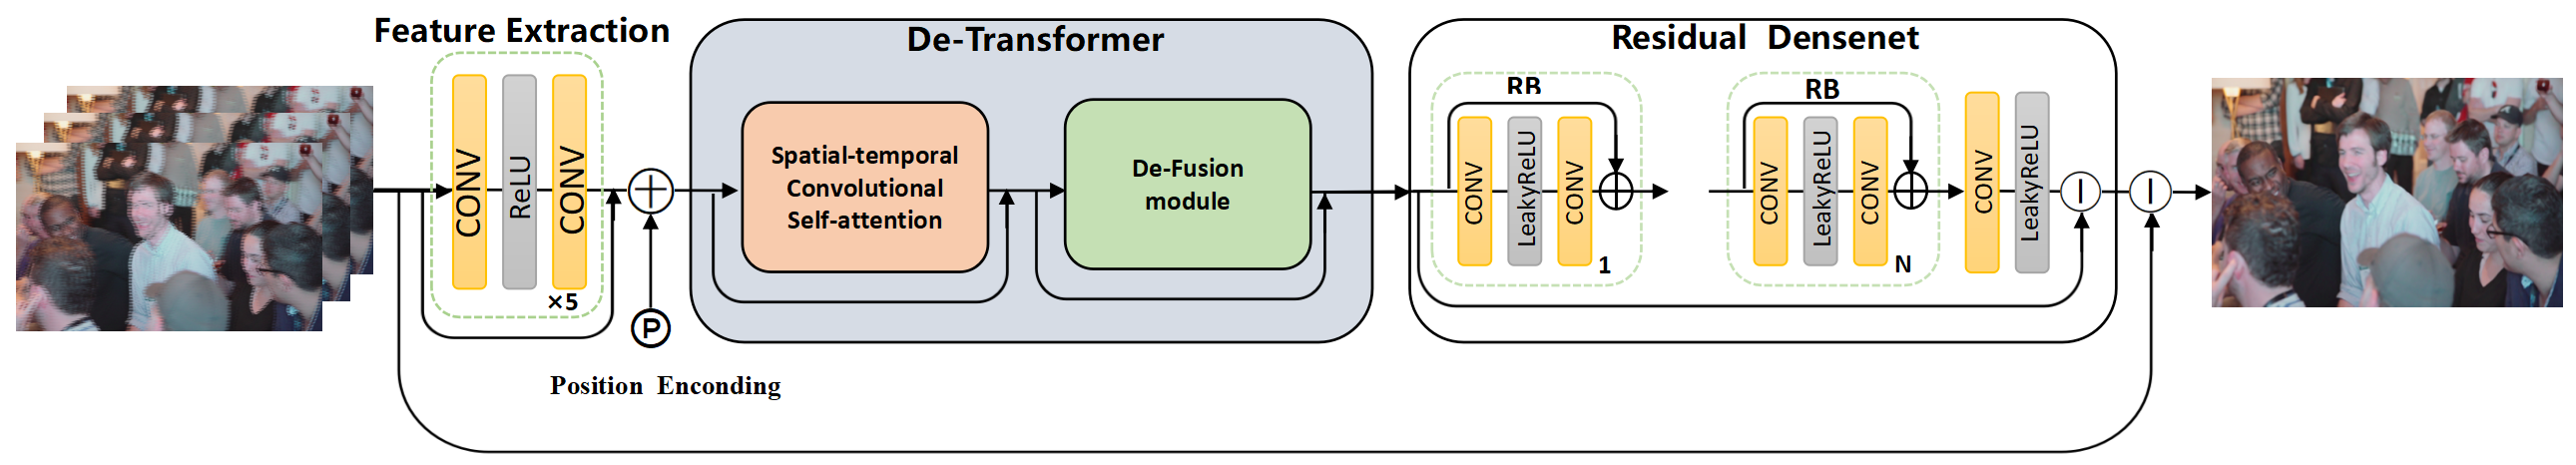 Feature Extraction
CONV
ReLU
CONV
×5
P
Position Enconding
De-Transformer
Spatial-temporal
Convolutional
Self-attention
De-Fusion
module
Residual Densenet
RB
CONV
LeakyReLU
CONV
1
RB
CONV
LeakyReLU
CONV
N
CONV
LeakyReLU